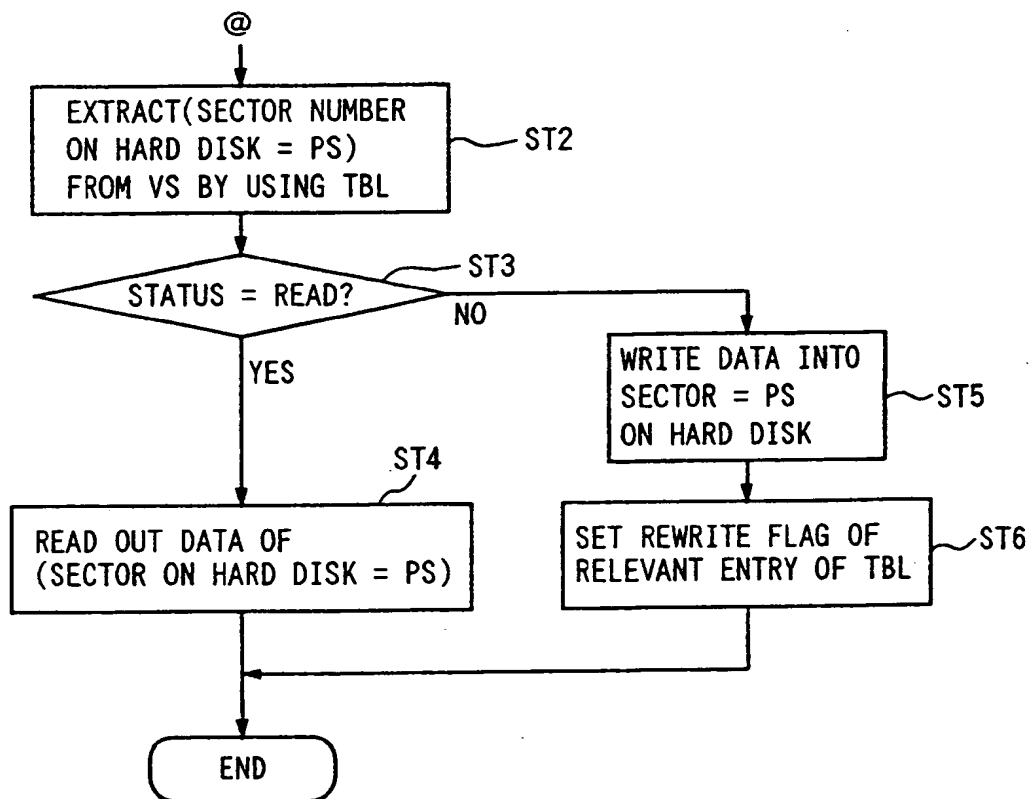 @
EXTRACT(SECTOR NUMBER
ON HARD DISK = PS)
FROM VS BY USING TBL
ST2
STATUS = READ?
ST3
NO
YES
WRITE DATA INTO
SECTOR = PS
ON HARD DISK
ST5
ST4
READ OUT DATA OF
(SECTOR ON HARD DISK = PS)
SET REWRITE FLAG OF
RELEVANT ENTRY OF TBL
ST6
END